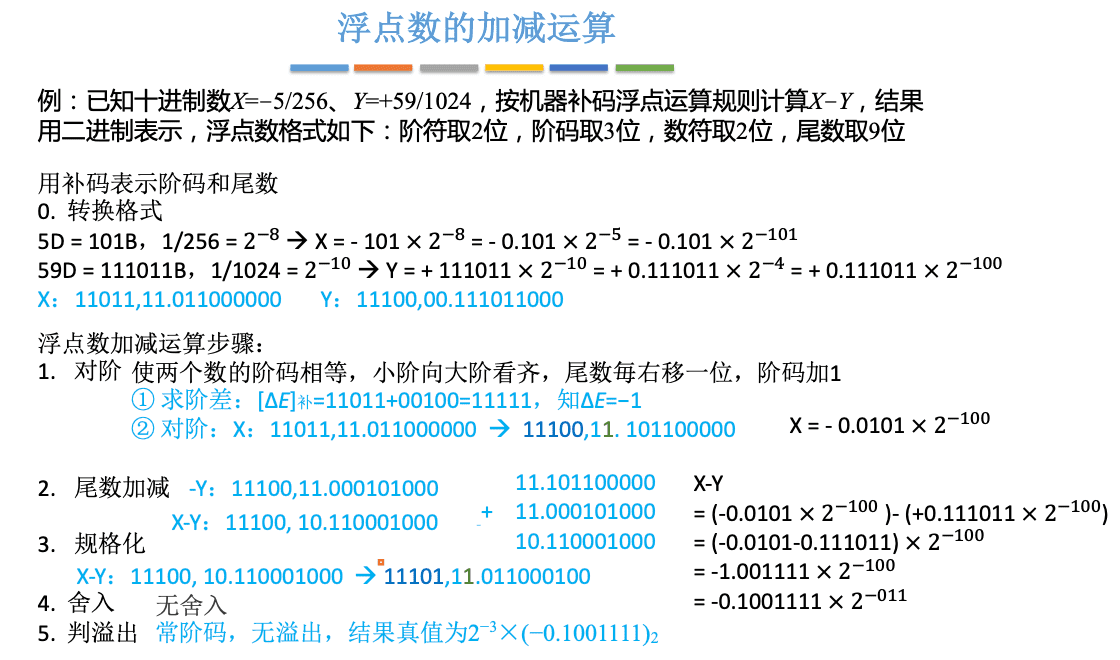 浮点数的加减运算
例：已知十进制数X=−5/256、Y=+59/1024，按机器补码浮点运算规则计算X−Y，结果
用二进制表示，浮点数格式如下：阶符取2位，阶码取3位，数符取2位，尾数取9位
用补码表示阶码和尾数
0. 转换格式
5D = 101B，1/256 = 2⁻⁸ → X = - 101 × 2⁻⁸ = - 0.101 × 2⁻⁵ = - 0.101 × 2⁻¹⁰¹
59D = 111011B，1/1024 = 2⁻¹⁰ → Y = + 111011 × 2⁻¹⁰ = + 0.111011 × 2⁻⁴ = + 0.111011 × 2⁻¹⁰⁰
X：11011,11.011000000 Y：11100,00.111011000
浮点数加减运算步骤：
1. 对阶 使两个数的阶码相等，小阶向大阶看齐，尾数每右移一位，阶码加1
① 求阶差：[ΔE]补=11011+00100=11111，知ΔE=−1
② 对阶：X：11011,11.011000000 → 11100,11. 101100000 X = - 0.0101 × 2⁻¹⁰⁰
2. 尾数加减 -Y：11100,11.000101000
X-Y：11100, 10.110001000
11.101100000
+ 11.000101000
10.110001000
3. 规格化
X-Y：11100, 10.110001000 → 11101,11.011000100
4. 舍入 无舍入
5. 判溢出 常阶码，无溢出，结果真值为2⁻³×(−0.1001111)₂
X-Y
= (-0.0101 × 2⁻¹⁰⁰ )- (+0.111011 × 2⁻¹⁰⁰)
= (-0.0101-0.111011) × 2⁻¹⁰⁰
= -1.001111 × 2⁻¹⁰⁰
= -0.1001111 × 2⁻⁰¹¹